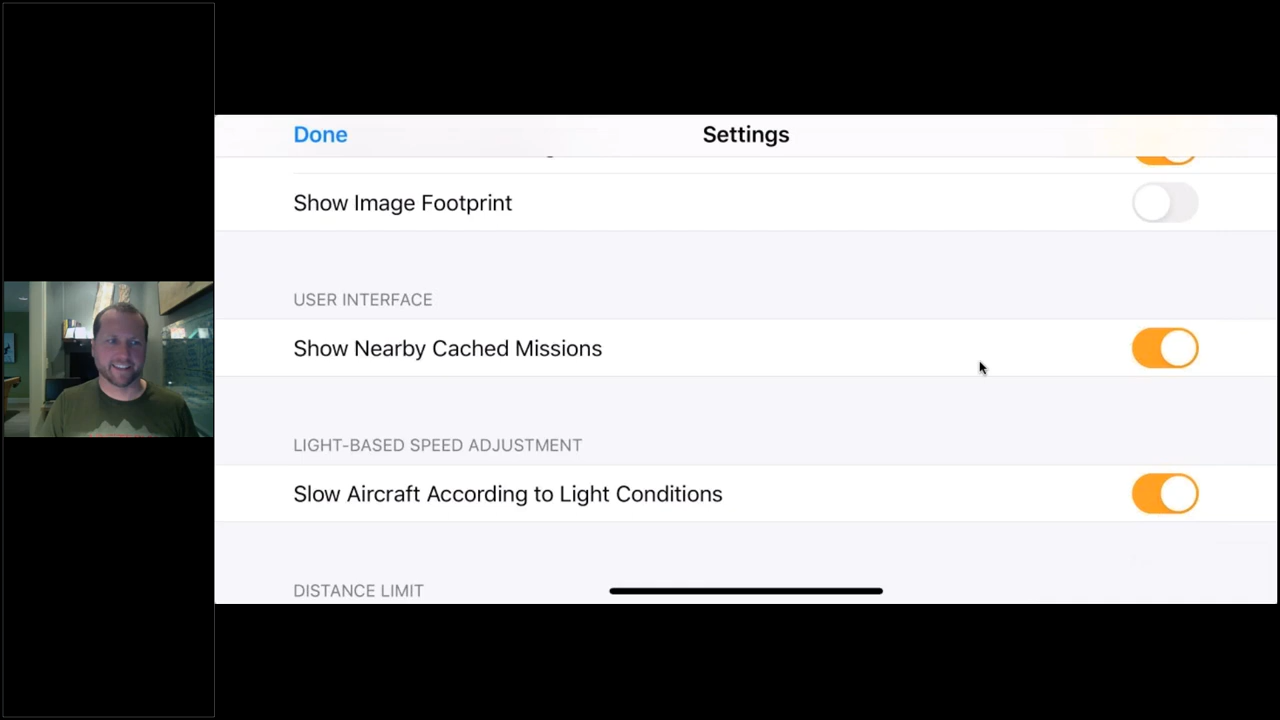 Done
Settings
Show Image Footprint
USER INTERFACE
Show Nearby Cached Missions
LIGHT-BASED SPEED ADJUSTMENT
Slow Aircraft According to Light Conditions
DISTANCE LIMIT